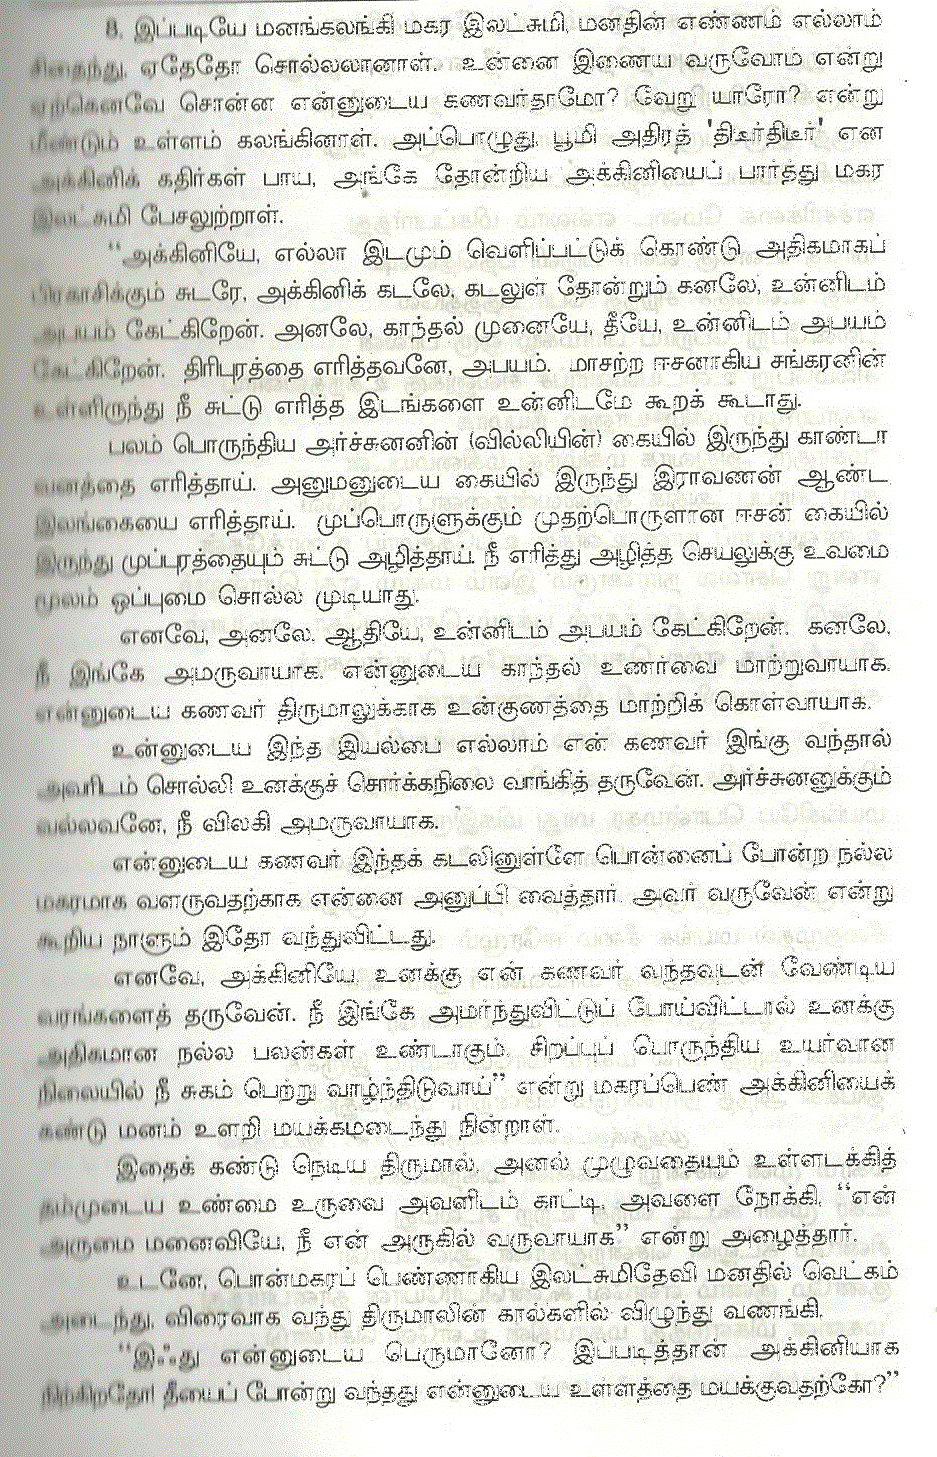 8. இப்படியே மனங்கலங்கி மகர இலட்சுமி, மனதின் எண்ணம் எல்லாம்
சிதைந்து, ஏதேதோ சொல்லலானாள். உன்னை இணைய வருவோம் என்று
ஏற்கெனவே சொன்ன என்னுடைய கணவர்தாமோ? வேறு யாரோ? என்று
மீண்டும் உள்ளம் கலங்கினாள். அப்பொழுது, பூமி அதிரத் 'திடீர்திடீர்' என
அக்கினிக் கதிர்கள் பாய, அங்கே தோன்றிய அக்கினியைப் பார்த்து மகர
இலட்சுமி பேசலுற்றாள்.
“அக்கினியே, எல்லா இடமும் வெளிப்பட்டுக் கொண்டு அதிகமாகப்
பிரகாசிக்கும் சுடரே, அக்கினிக் கடலே, கடலுள் தோன்றும் கனலே, உன்னிடம்
அபயம் கேட்கிறேன். அனலே, காந்தல் முனையே, தீயே, உன்னிடம் அபயம்
கேட்கிறேன். திரிபுரத்தை எரித்தவனே, அபயம். மாசற்ற ஈசனாகிய சங்கரனின்
உள்ளிருந்து நீ சுட்டு எரித்த இடங்களை உன்னிடமே கூறக் கூடாது.
பலம் பொருந்திய அர்ச்சுனனின் (வில்லியின்) கையில் இருந்து காண்டா
வனத்தை எரித்தாய். அனுமனுடைய கையில் இருந்து இராவணன் ஆண்ட
இலங்கையை எரித்தாய். முப்பொருளுக்கும் முதற்பொருளான ஈசன் கையில்
இருந்து முப்புரத்தையும் சுட்டு அழித்தாய். நீ எரித்து அழித்த செயலுக்கு உவமை
மூலம் ஒப்புமை சொல்ல முடியாது.
எனவே, அனலே, ஆதியே, உன்னிடம் அபயம் கேட்கிறேன். கனலே,
நீ இங்கே அமருவாயாக. என்னுடைய காந்தல் உணர்வை மாற்றுவாயாக.
என்னுடைய கணவர் திருமாலுக்காக உன்குணத்தை மாற்றிக் கொள்வாயாக.
உன்னுடைய இந்த இயல்பை எல்லாம் என் கணவர் இங்கு வந்தால்
அவரிடம் சொல்லி உனக்குச் சொர்க்கநிலை வாங்கித் தருவேன். அர்ச்சுனனுக்கும்
வல்லவனே, நீ விலகி அமருவாயாக.
என்னுடைய கணவர் இந்தக் கடலினுள்ளே பொன்னைப் போன்ற நல்ல
மகரமாக வளருவதற்காக என்னை அனுப்பி வைத்தார். அவர் வருவேன் என்று
கூறிய நாளும் இதோ வந்துவிட்டது.
எனவே, அக்கினியே, உனக்கு என் கணவர் வந்தவுடன் வேண்டிய
வரங்களைத் தருவேன். நீ இங்கே அமர்ந்துவிட்டுப் போய்விட்டால் உனக்கு
அதிகமான நல்ல பலன்கள் உண்டாகும். சிறப்புப் பொருந்திய உயர்வான
நிலையில் நீ சுகம் பெற்று வாழ்ந்திடுவாய்” என்று மகரப்பெண் அக்கினியைக்
கண்டு மனம் உளறி மயக்கமடைந்து நின்றாள்.
இதைக் கண்டு நெடிய திருமால், அனல் முழுவதையும் உள்ளடக்கித்
தம்முடைய உண்மை உருவை அவளிடம் காட்டி, அவளை நோக்கி, “என்
அருமை மனைவியே, நீ என் அருகில் வருவாயாக” என்று அழைத்தார்.
உடனே, பொன்மகரப் பெண்ணாகிய இலட்சுமிதேவி மனதில் வெட்கம்
அடைந்து, விரைவாக வந்து திருமாலின் கால்களில் விழுந்து வணங்கி,
“இஃது என்னுடைய பெருமானோ? இப்படித்தான் அக்கினியாக
நிற்கிறதோ! தீயைப் போன்று வந்தது என்னுடைய உள்ளத்தை மயக்குவதற்கோ?”